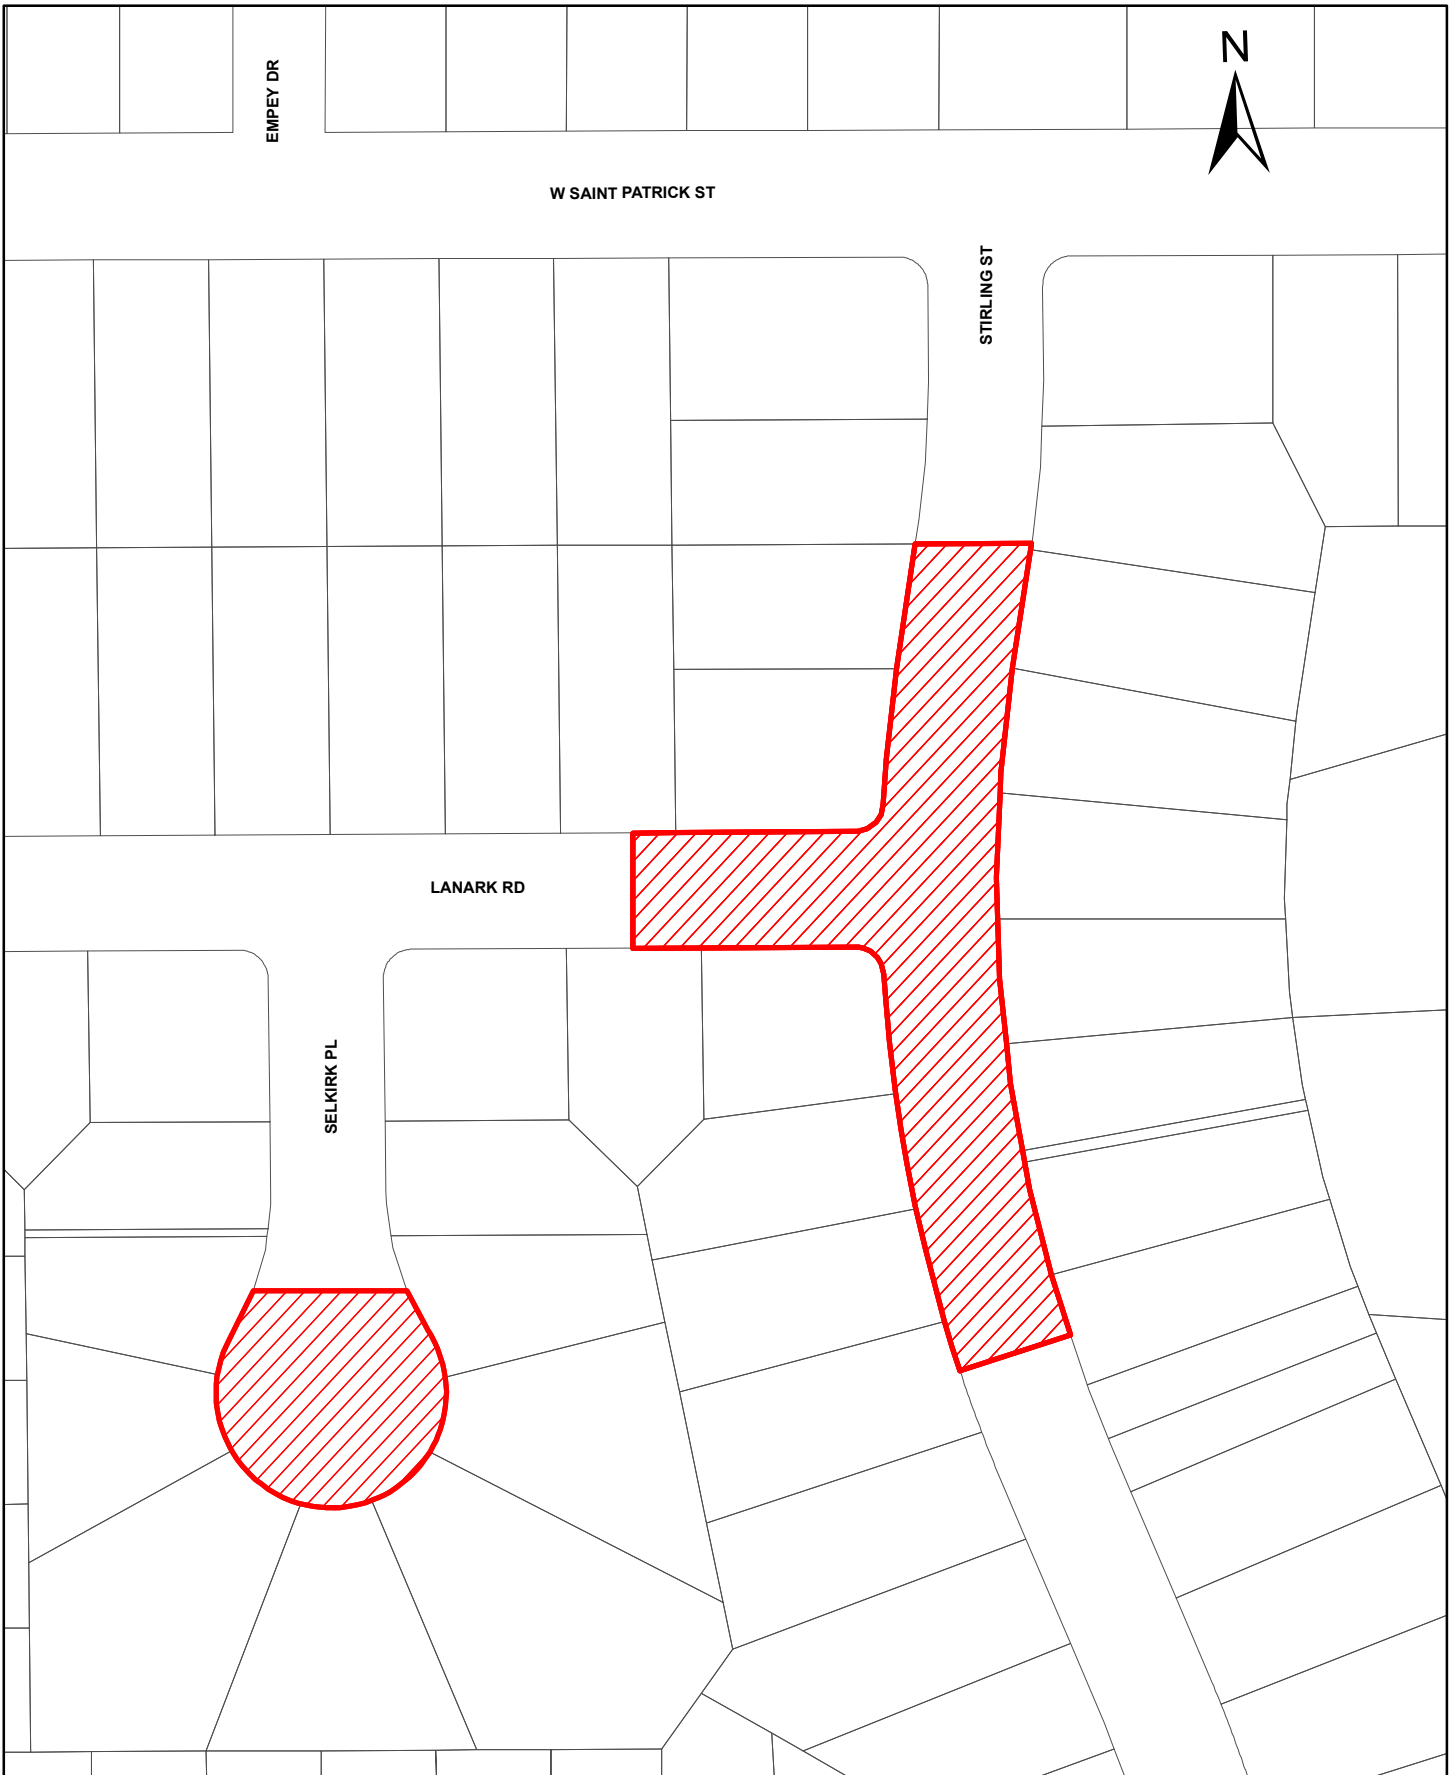 N
EMPEY DR
W SAINT PATRICK ST
STIRLING ST
LANARK RD
SELKIRK PL